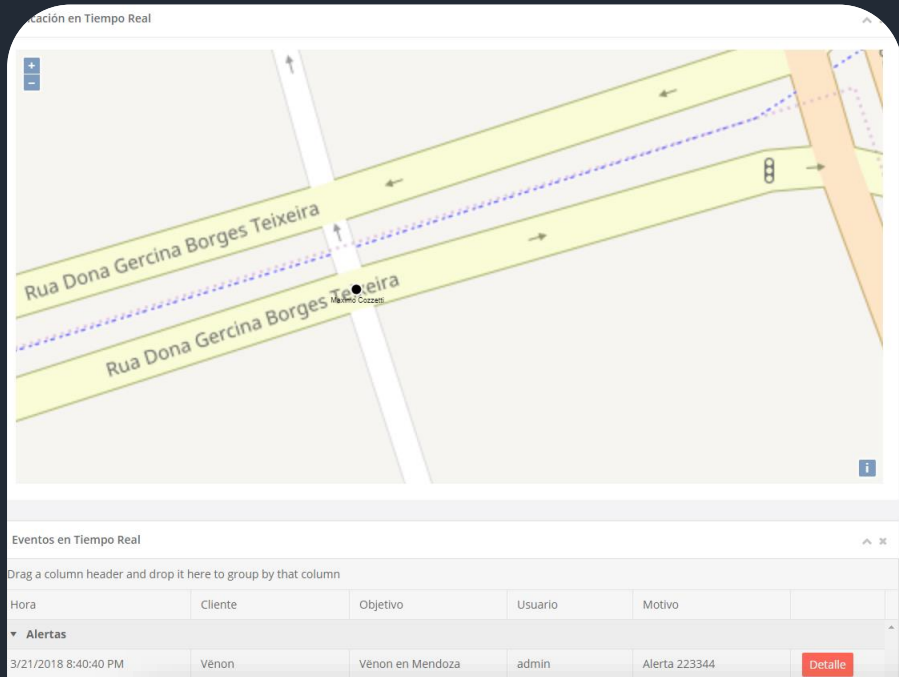 cación en Tiempo Real
+
−
Rua Dona Gercina Borges Teixeira
Rua Dona Gercina Borges Teixeira
Maximo Cozzetti
i
Eventos en Tiempo Real
Drag a column header and drop it here to group by that column
Hora Cliente Objetivo Usuario Motivo
Alertas
3/21/2018 8:40:40 PM Vēnon Vēnon en Mendoza admin Alerta 223344 Detalle